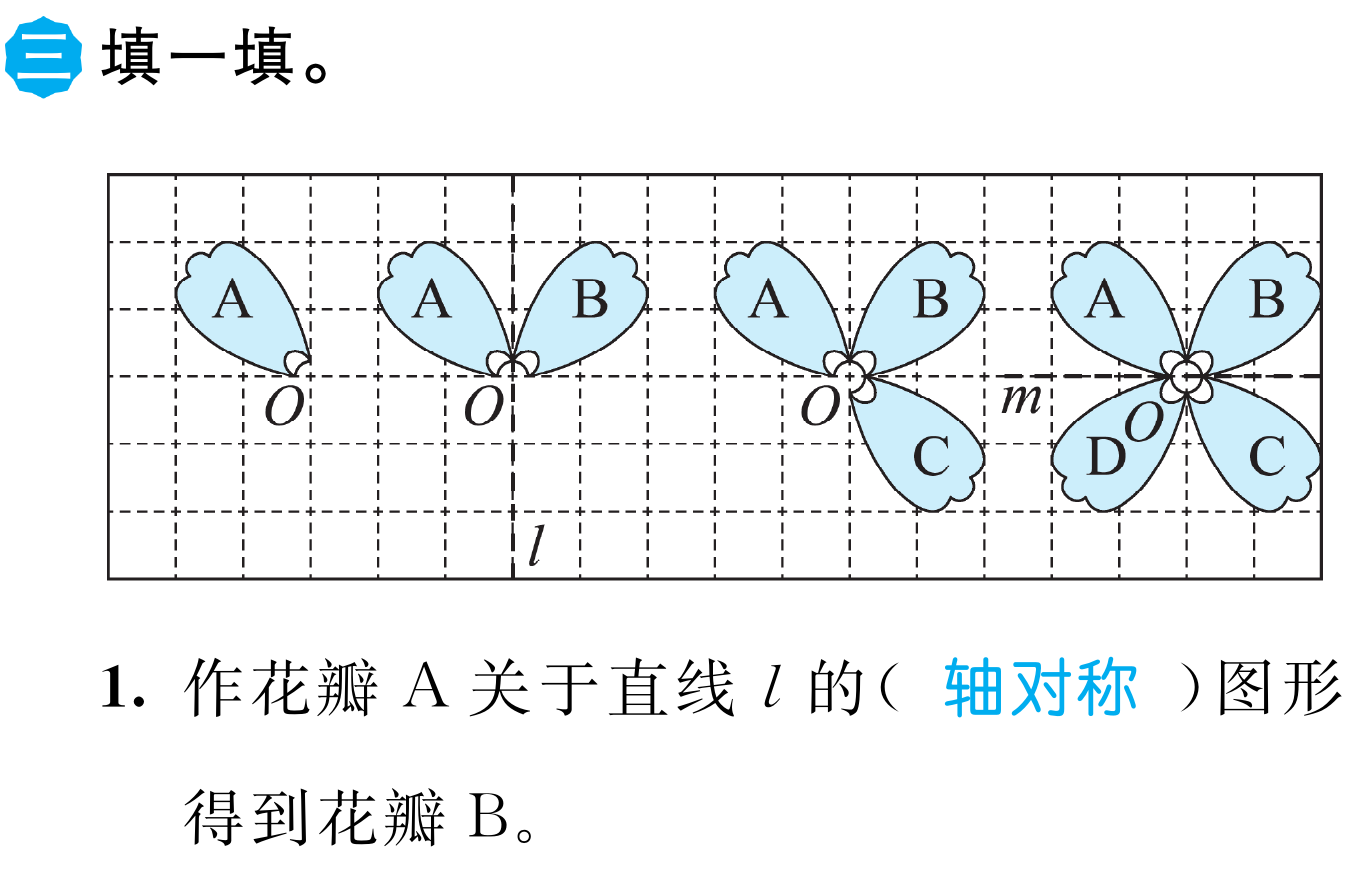 三 填一填。
A A B A B A B
O O O m O
C D C
l
1. 作花瓣 A 关于直线 l 的( 轴对称 )图形
得到花瓣 B。